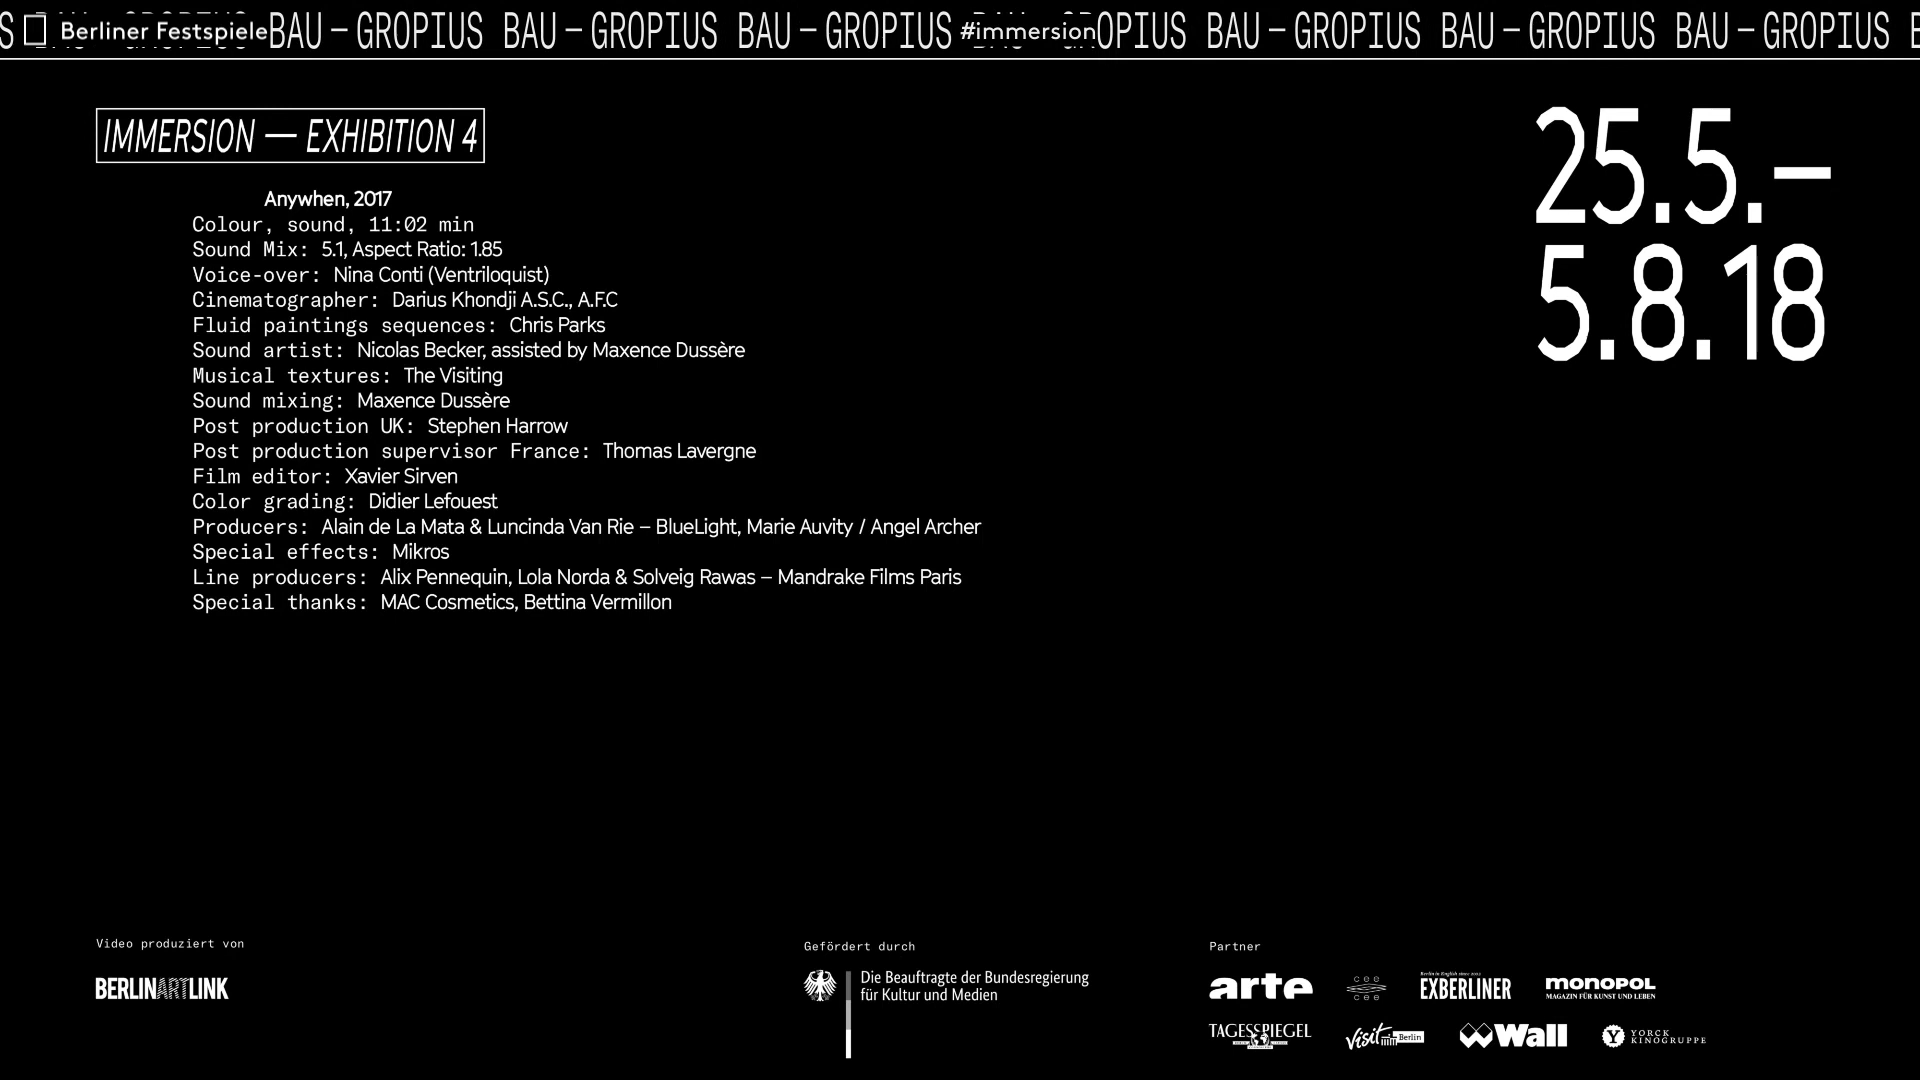 S Berliner Festspiele BAU – GROPIUS BAU – GROPIUS BAU – GROPIUS #immersion OPIUS BAU – GROPIUS BAU – GROPIUS BAU – GROPIUS B
IMMERSION — EXHIBITION 4
25.5.–
5.8.18
Anywhen, 2017
Colour, sound, 11:02 min
Sound Mix: 5.1, Aspect Ratio: 1.85
Voice-over: Nina Conti (Ventriloquist)
Cinematographer: Darius Khondji A.S.C., A.F.C
Fluid paintings sequences: Chris Parks
Sound artist: Nicolas Becker, assisted by Maxence Dussère
Musical textures: The Visiting
Sound mixing: Maxence Dussère
Post production UK: Stephen Harrow
Post production supervisor France: Thomas Lavergne
Film editor: Xavier Sirven
Color grading: Didier Lefouest
Producers: Alain de La Mata & Luncinda Van Rie – BlueLight, Marie Auvity / Angel Archer
Special effects: Mikros
Line producers: Alix Pennequin, Lola Norda & Solveig Rawas – Mandrake Films Paris
Special thanks: MAC Cosmetics, Bettina Vermillon
Video produziert von
BERLINARTLINK
Gefördert durch
Die Beauftragte der Bundesregierung
für Kultur und Medien
Partner
arte
cee
cee
Berlin in English since 2002
EXBERLINER
monopol
MAGAZIN FÜR KUNST UND LEBEN
TAGESSPIEGEL
Visit Berlin
Wall
Y YORCK
KINOGRUPPE